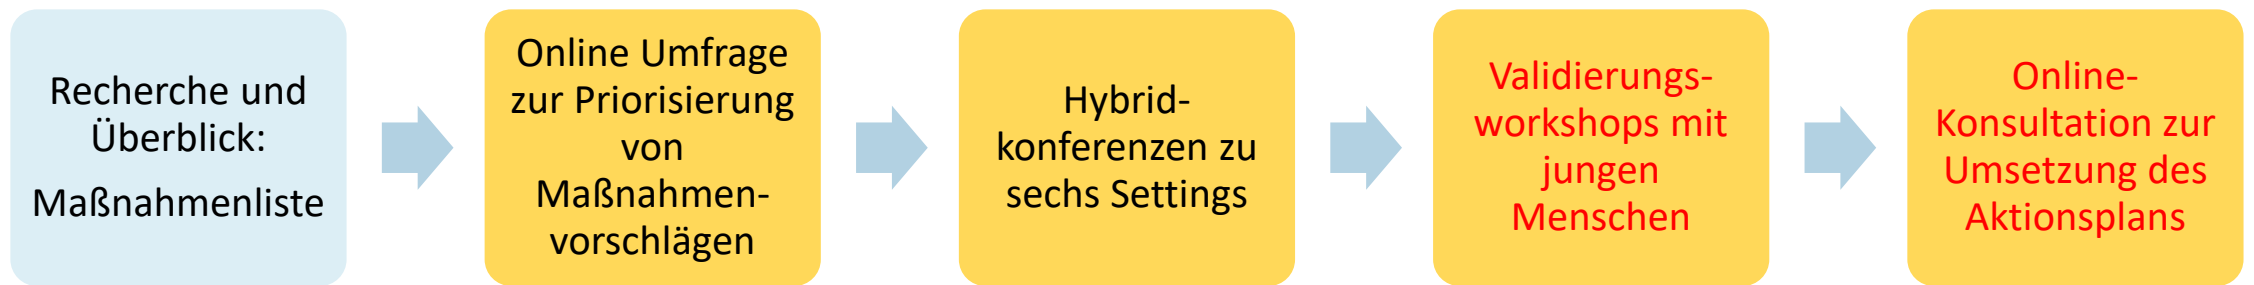 Recherche und
Überblick:
Maßnahmenliste
Online Umfrage
zur Priorisierung
von
Maßnahmen-
vorschlägen
Hybrid-
konferenzen zu
sechs Settings
Validierungs-
workshops mit
jungen
Menschen
Online-
Konsultation zur
Umsetzung des
Aktionsplans